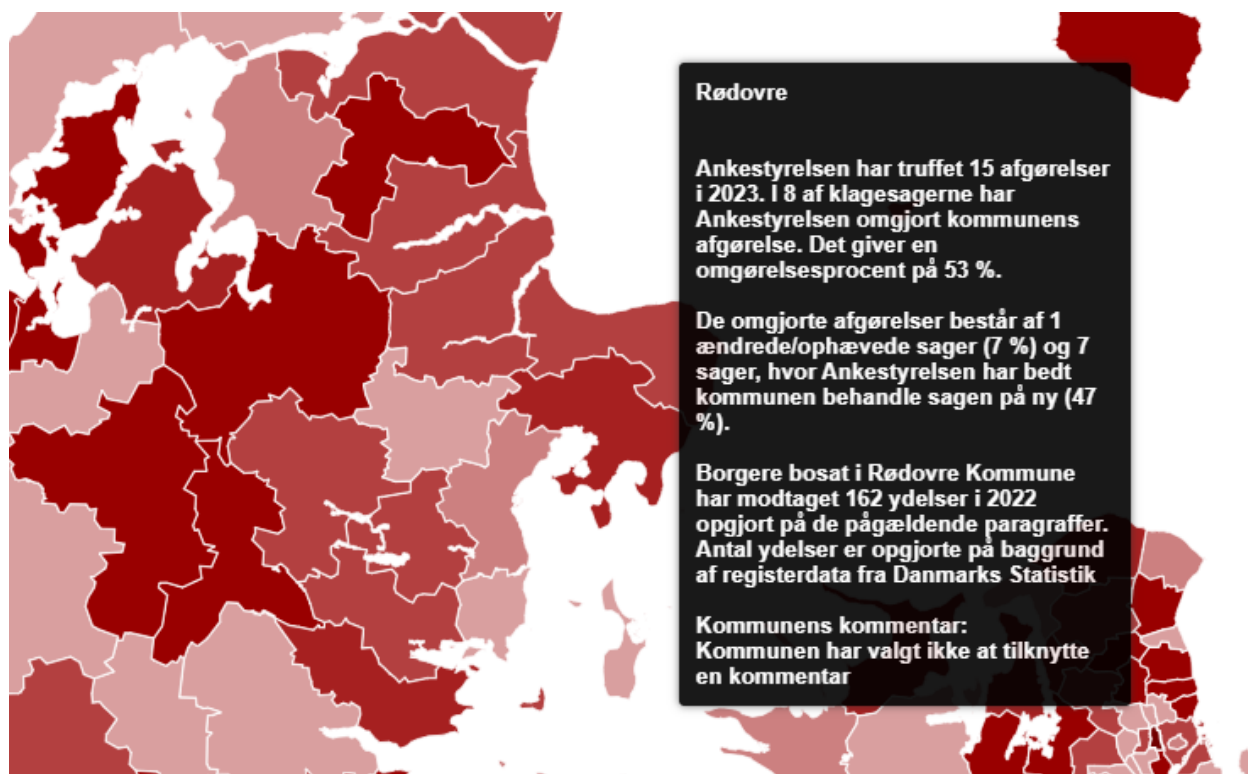 Rødovre
Ankestyrelsen har truffet 15 afgørelser
i 2023. I 8 af klagesagerne har
Ankestyrelsen omgjort kommunens
afgørelse. Det giver en
omgørelsesprocent på 53 %.
De omgjorte afgørelser består af 1
ændrede/ophævede sager (7 %) og 7
sager, hvor Ankestyrelsen har bedt
kommunen behandle sagen på ny (47
%).
Borgere bosat i Rødovre Kommune
har modtaget 162 ydelser i 2022
opgjort på de pågældende paragraffer.
Antal ydelser er opgjorte på baggrund
af registerdata fra Danmarks Statistik
Kommunens kommentar:
Kommunen har valgt ikke at tilknytte
en kommentar